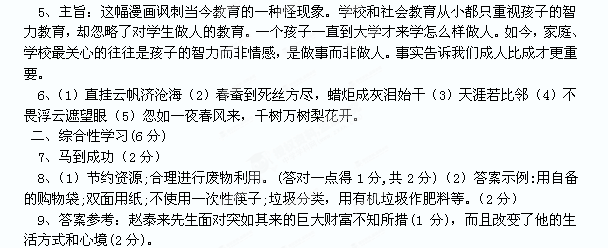 5、主旨：这幅漫画讽刺当今教育的一种怪现象。学校和社会教育从小都只重视孩子的智
力教育，却忽略了对学生做人的教育。一个孩子一直到大学才来学怎么样做人。如今，家庭、
学校最关心的往往是孩子的智力而非情感，是做事而非做人。事实告诉我们成人比成才更重
要。
6、（1）直挂云帆济沧海（2）春蚕到死丝方尽，蜡炬成灰泪始干（3）天涯若比邻（4）不
畏浮云遮望眼（5）忽如一夜春风来，千树万树梨花开。
二、综合性学习(6 分)
7、马到成功（2 分）
8、（1）节约资源;合理进行废物利用。(答对一点得 1 分,共 2 分)（2）答案示例:用自备
的购物袋;双面用纸;不使用一次性筷子;垃圾分类，用有机垃圾作肥料等。（2 分）
9、答案参考：赵泰来先生面对突如其来的巨大财富不知所措(1 分)，而且改变了他的生
活方式和心境(2 分)。